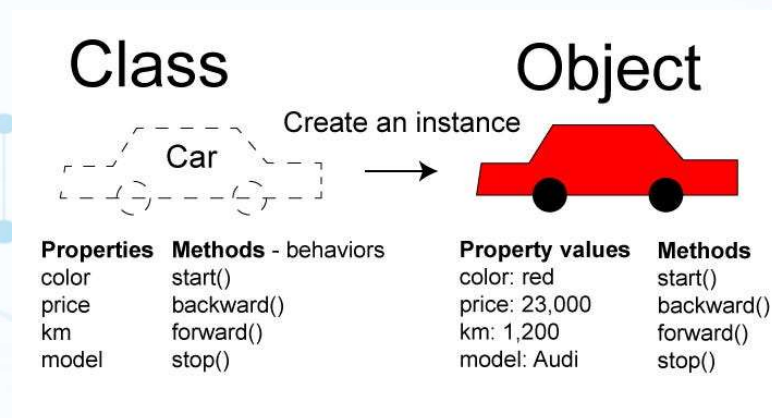 Class
Object
Create an instance
Car
Properties Methods - behaviors
color start()
price backward()
km forward()
model stop()
Property values Methods
color: red start()
price: 23,000 backward()
km: 1,200 forward()
model: Audi stop()